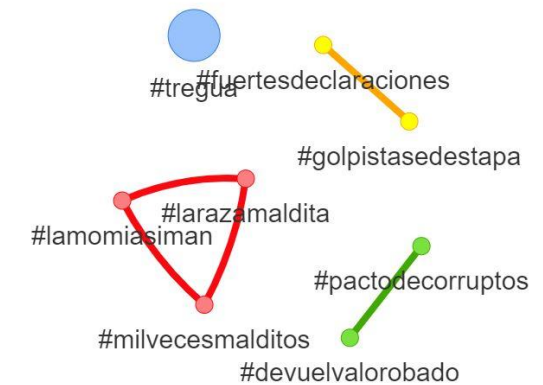 #tregua
#fuertesdeclaraciones
#golpistasedestapa
#larazamaldita
#lamomiasiman
#pactodecorruptos
#milvecesmalditos
#devuelvalorobado